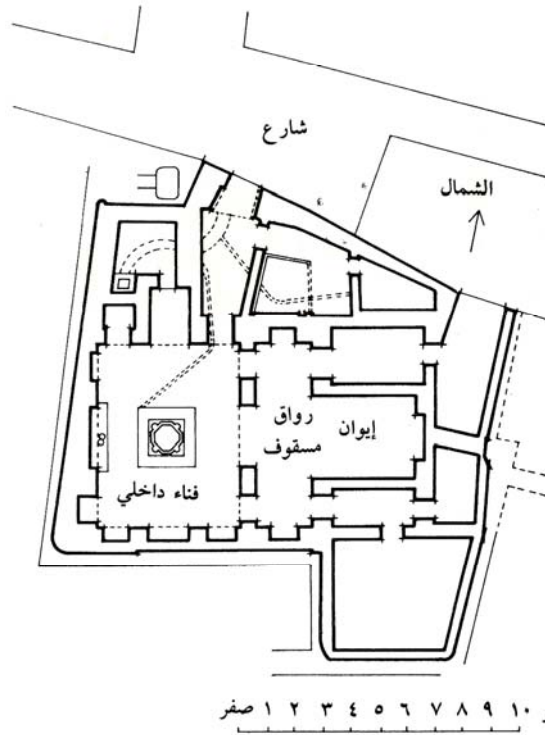 شارع
الشمال
رواق
مسقوف
إيوان
فناء داخلي
صفر ١ ٢ ٣ ٤ ٥ ٦ ٧ ٨ ٩ ١٠